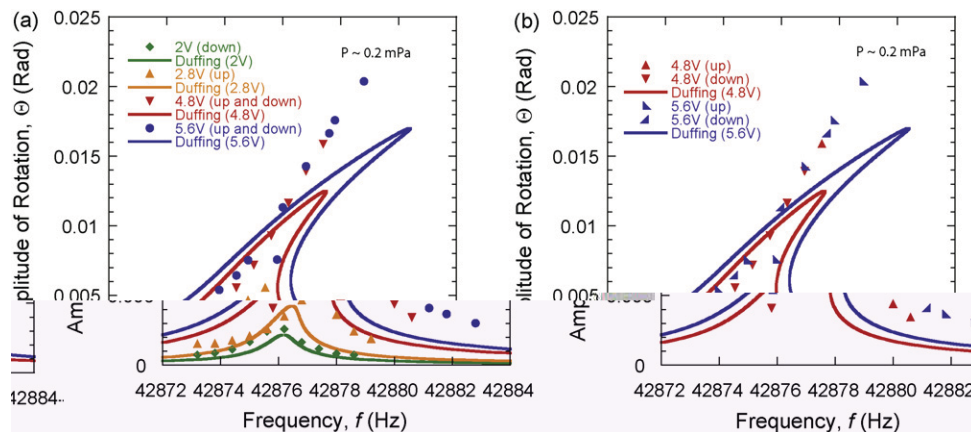 (a)
0.025
0.02
0.015
0.01
0.005
0
plitude of Rotation, Θ (Rad)
2V (down)
Duffing (2V)
2.8V (up)
Duffing (2.8V)
4.8V (up and down)
Duffing (4.8V)
5.6V (up and down)
Duffing (5.6V)
P ~ 0.2 mPa
42872 42874 42876 42878 42880 42882 42884
Frequency, f (Hz)
42884
(b)
0.025
0.02
0.015
0.01
0
plitude of Rotation, Θ (Rad)
4.8V (up)
4.8V (down)
Duffing (4.8V)
5.6V (up)
5.6V (down)
Duffing (5.6V)
P ~ 0.2 mPa
42872 42874 42876 42878 42880 42882
Frequency, f (Hz)